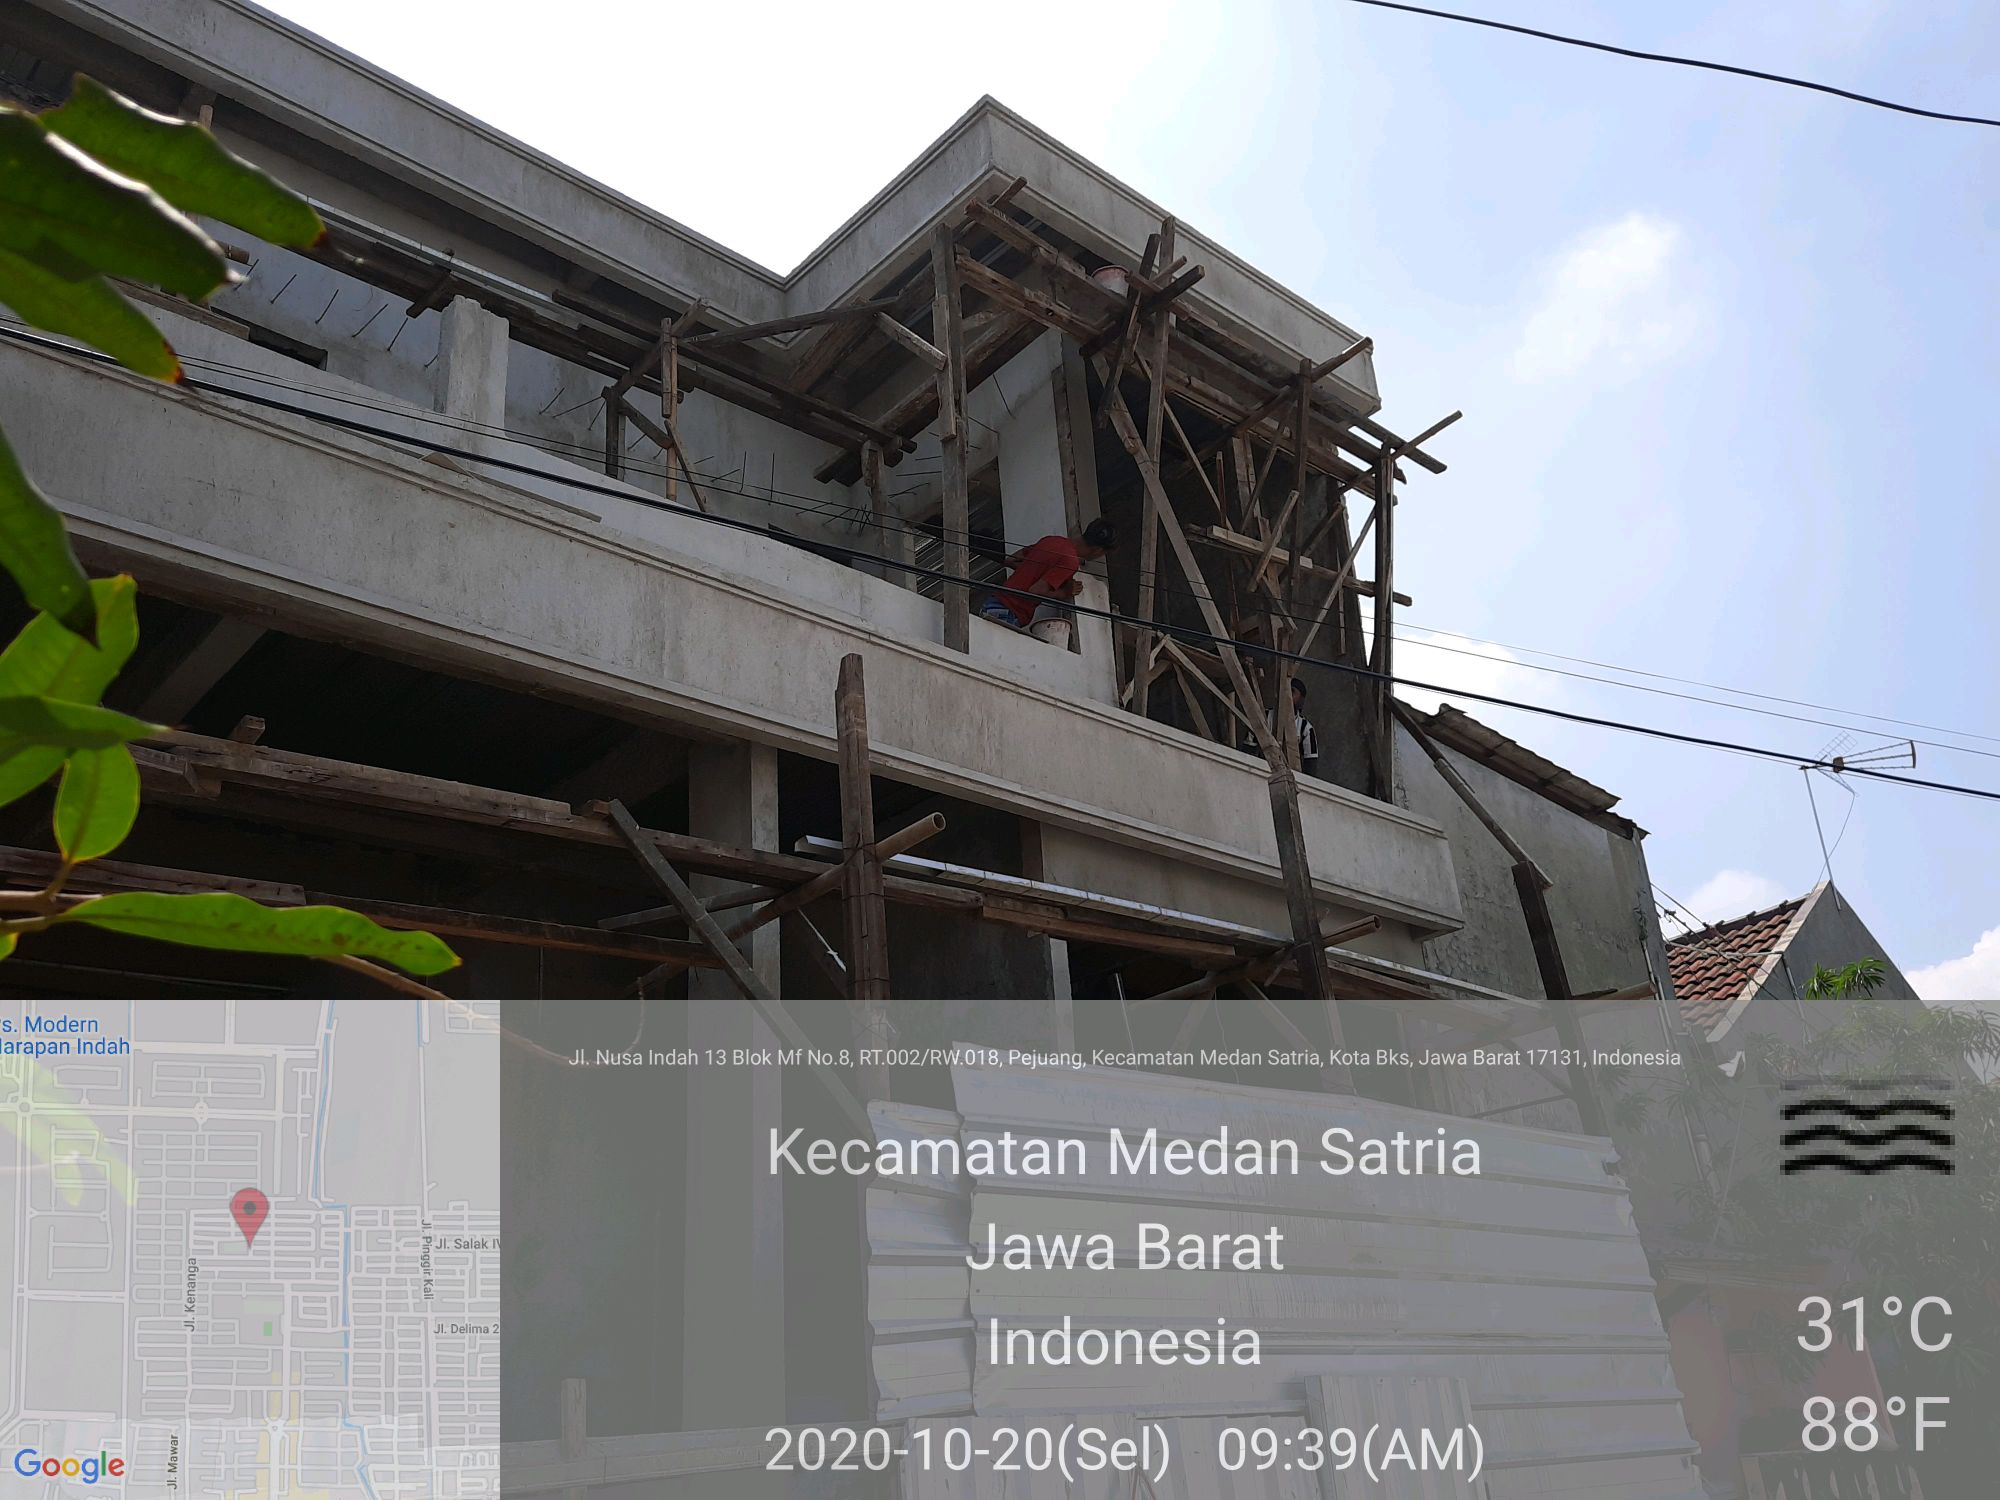 s. Modern
Harapan Indah
Jl. Nusa Indah 13 Blok Mf No.8, RT.002/RW.018, Pejuang, Kecamatan Medan Satria, Kota Bks, Jawa Barat 17131, Indonesia
Kecamatan Medan Satria
Jawa Barat
Indonesia
2020-10-20(Sel) 09:39(AM)
31°C
88°F
Jl. Kenanga
Jl. Pinggir Kali
Jl. Salak IV
Jl. Delima 2
Jl. Mawar
Google